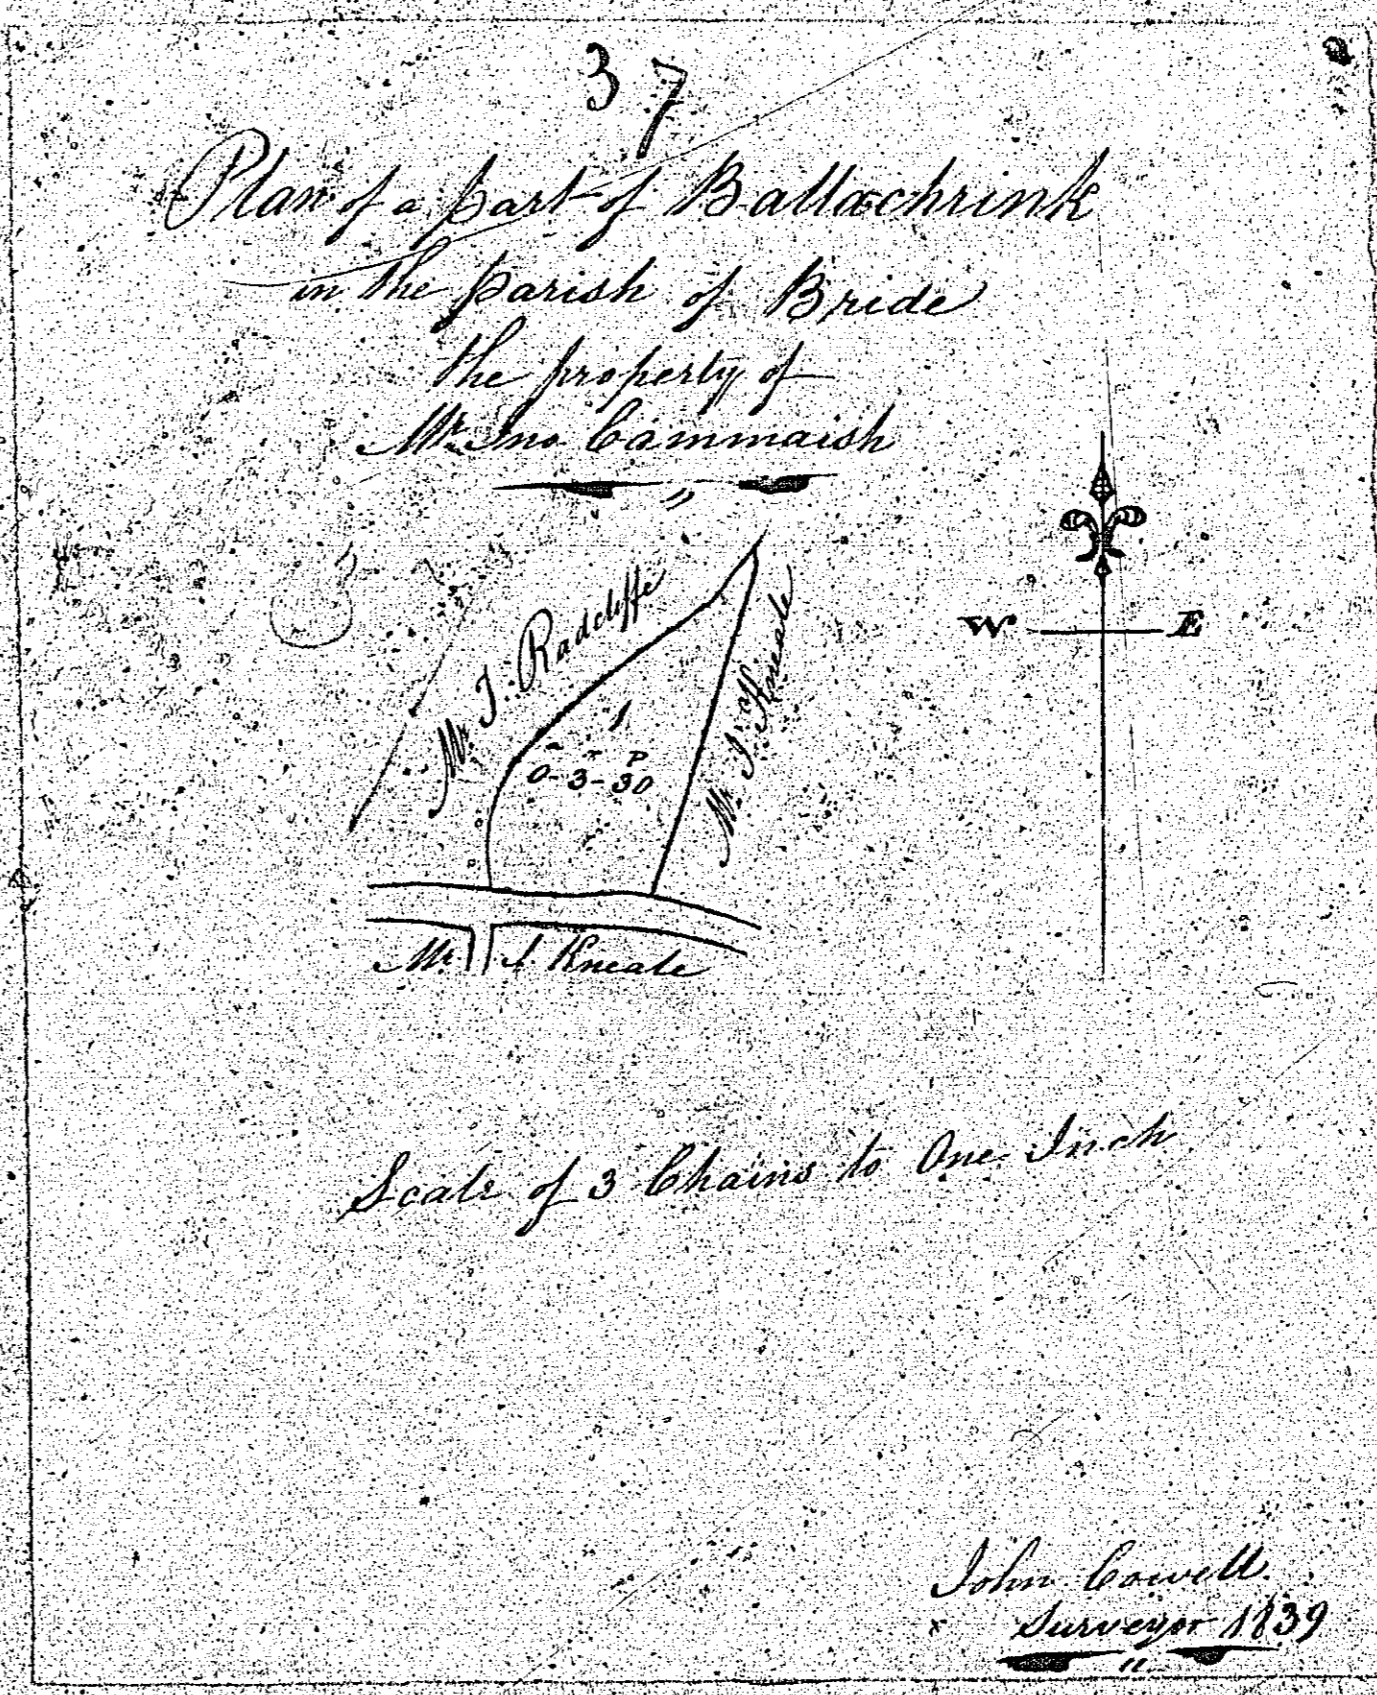 37
Plan of a part of Ballachrink
in the parish of Bride
the property of
Mr. Jno. Cammaish
Mr. J. Radcliffe
Mr. J. Kneale
1
a r p
0-3-30
W E
Mr. J. Kneale
Scale of 3 Chains to One Inch
John Cowell
Surveyor 1839